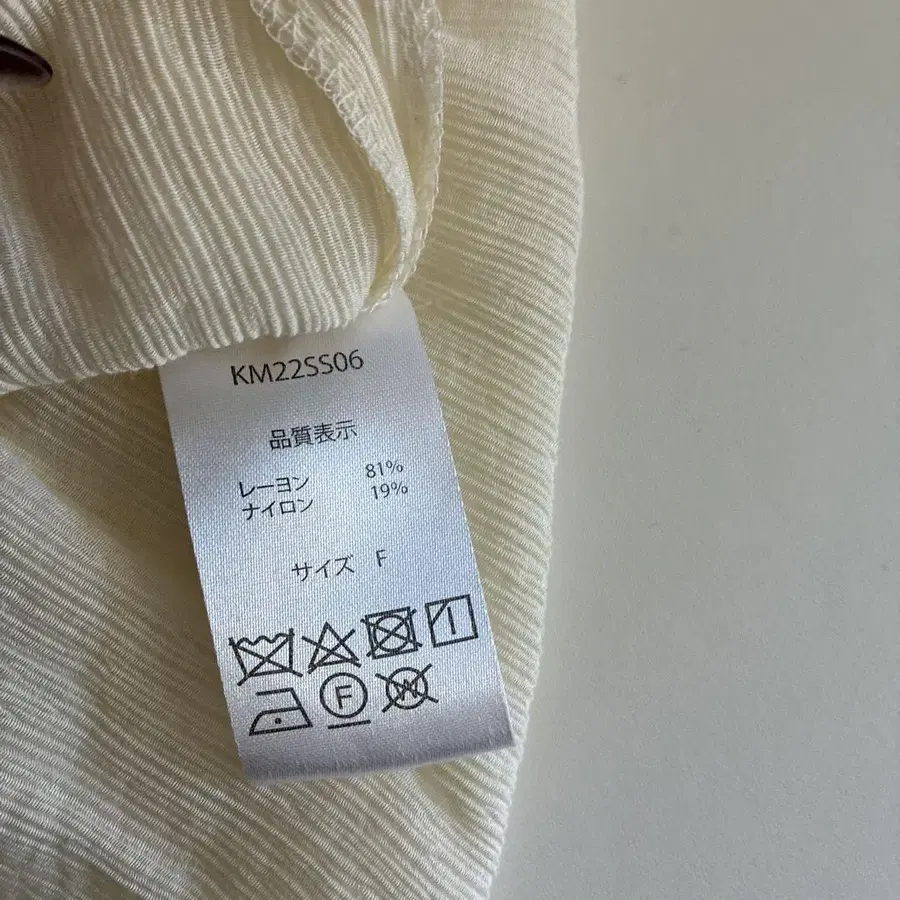 KM22SS06
品質表示
レーヨン 81%
ナイロン 19%
サイズ F
F
W